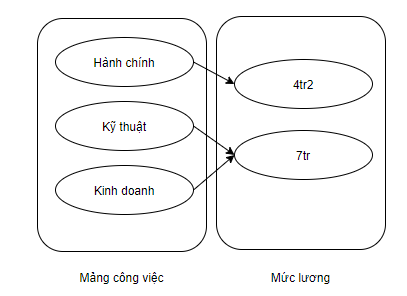 Hành chính
4tr2
Kỹ thuật
7tr
Kinh doanh
Mảng công việc
Mức lương